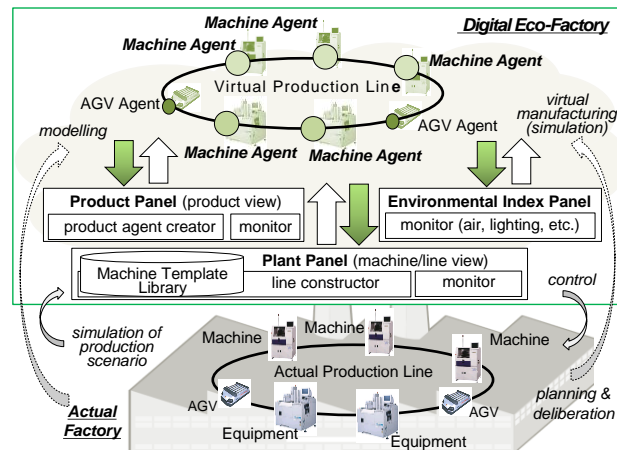 Digital Eco-Factory
Machine Agent
Machine Agent
Machine Agent
Virtual Production Line
AGV Agent
AGV Agent
Machine Agent
Machine Agent
modelling
virtual
manufacturing
(simulation)
Product Panel (product view)
product agent creator
monitor
Environmental Index Panel
monitor (air, lighting, etc.)
Plant Panel (machine/line view)
Machine Template
Library
line constructor
monitor
control
simulation of
production
scenario
Machine
Machine
Machine
Actual Production Line
AGV
AGV
Equipment
Equipment
planning &
deliberation
Actual
Factory